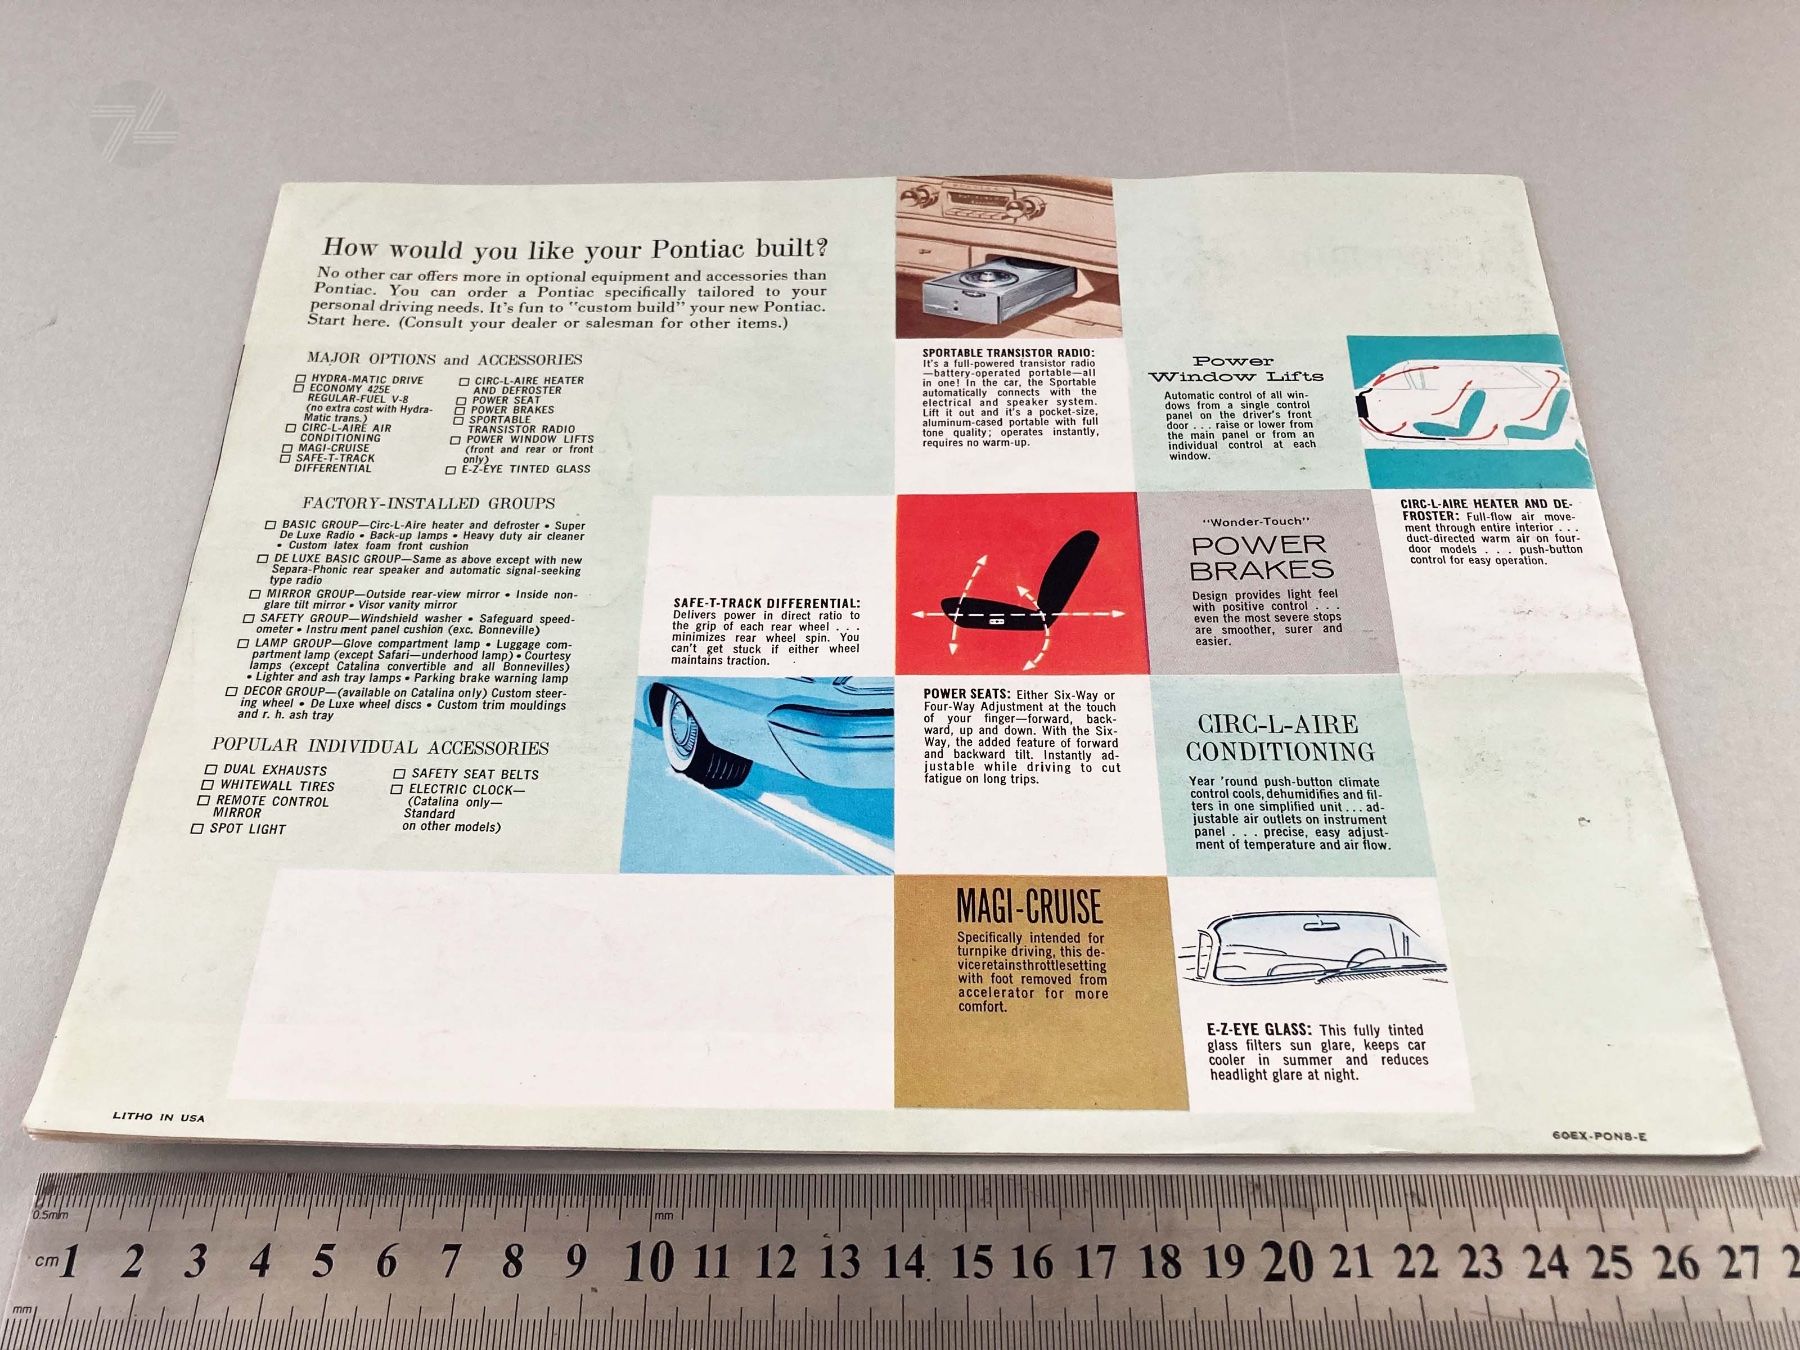 How would you like your Pontiac built?
No other car offers more in optional equipment and accessories than
Pontiac. You can order a Pontiac specifically tailored to your
personal driving needs. It's fun to "custom build" your new Pontiac.
Start here. (Consult your dealer or salesman for other items.)
MAJOR OPTIONS and ACCESSORIES
HYDRA-MATIC DRIVE
ECONOMY 425E
REGULAR-FUEL V-8
(no extra cost with Hydra-
Matic trans.)
CIRC-L-AIRE AIR
CONDITIONING
MAGI-CRUISE
SAFE-T-TRACK
DIFFERENTIAL
CIRC-L-AIRE HEATER
AND DEFROSTER
POWER SEAT
POWER BRAKES
SPORTABLE
TRANSISTOR RADIO
POWER WINDOW LIFTS
(front and rear or front
only)
E-Z-EYE TINTED GLASS
FACTORY-INSTALLED GROUPS
BASIC GROUP—Circ-L-Aire heater and defroster • Super
De Luxe Radio • Back-up lamps • Heavy duty air cleaner
• Custom latex foam front cushion
DE LUXE BASIC GROUP—Same as above except with new
Separa-Phonic rear speaker and automatic signal-seeking
type radio
MIRROR GROUP—Outside rear-view mirror • Inside non-
glare tilt mirror • Visor vanity mirror
SAFETY GROUP—Windshield washer • Safeguard speed-
ometer • Instrument panel cushion (exc. Bonneville)
LAMP GROUP—Glove compartment lamp • Luggage com-
partment lamp (except Safari—underhood lamp) • Courtesy
lamps (except Catalina convertible and all Bonnevilles)
• Lighter and ash tray lamps • Parking brake warning lamp
DECOR GROUP—(available on Catalina only) Custom steer-
ing wheel • De Luxe wheel discs • Custom trim mouldings
and r. h. ash tray
POPULAR INDIVIDUAL ACCESSORIES
DUAL EXHAUSTS
WHITEWALL TIRES
REMOTE CONTROL
MIRROR
SPOT LIGHT
SAFETY SEAT BELTS
ELECTRIC CLOCK—
(Catalina only—
Standard
on other models)
SAFE-T-TRACK DIFFERENTIAL:
Delivers power in direct ratio to
the grip of each rear wheel . . .
minimizes rear wheel spin. You
can't get stuck if either wheel
maintains traction.
SPORTABLE TRANSISTOR RADIO:
It's a full-powered transistor radio
—battery-operated portable—all
in one! In the car, the Sportable
automatically connects with the
electrical and speaker system.
Lift it out and it's a pocket-size,
aluminum-cased portable with full
tone quality; operates instantly,
requires no warm-up.
POWER SEATS: Either Six-Way or
Four-Way Adjustment at the touch
of your finger—forward, back-
ward, up and down. With the Six-
Way, the added feature of forward
and backward tilt. Instantly ad-
justable while driving to cut
fatigue on long trips.
MAGI-CRUISE
Specifically intended for
turnpike driving, this de-
vice retains throttle setting
with foot removed from
accelerator for more
comfort.
Power
Window Lifts
Automatic control of all win-
dows from a single control
panel on the driver's front
door . . . raise or lower from
the main panel or from an
individual control at each
window.
"Wonder-Touch"
POWER
BRAKES
Design provides light feel
with positive control . . .
even the most severe stops
are smoother, surer and
easier.
CIRC-L-AIRE
CONDITIONING
Year 'round push-button climate
control cools, dehumidifies and fil-
ters in one simplified unit . . . ad-
justable air outlets on instrument
panel . . . precise, easy adjust-
ment of temperature and air flow.
E-Z-EYE GLASS: This fully tinted
glass filters sun glare, keeps car
cooler in summer and reduces
headlight glare at night.
CIRC-L-AIRE HEATER AND DE-
FROSTER: Full-flow air move-
ment through entire interior . . .
duct-directed warm air on four-
door models . . . push-button
control for easy operation.
LITHO IN USA
60EX-PON8-E
0.5mm
mm
cm 1 2 3 4 5 6 7 8 9 10 11 12 13 14 15 16 17 18 19 20 21 22 23 24 25 26 27 2
mm